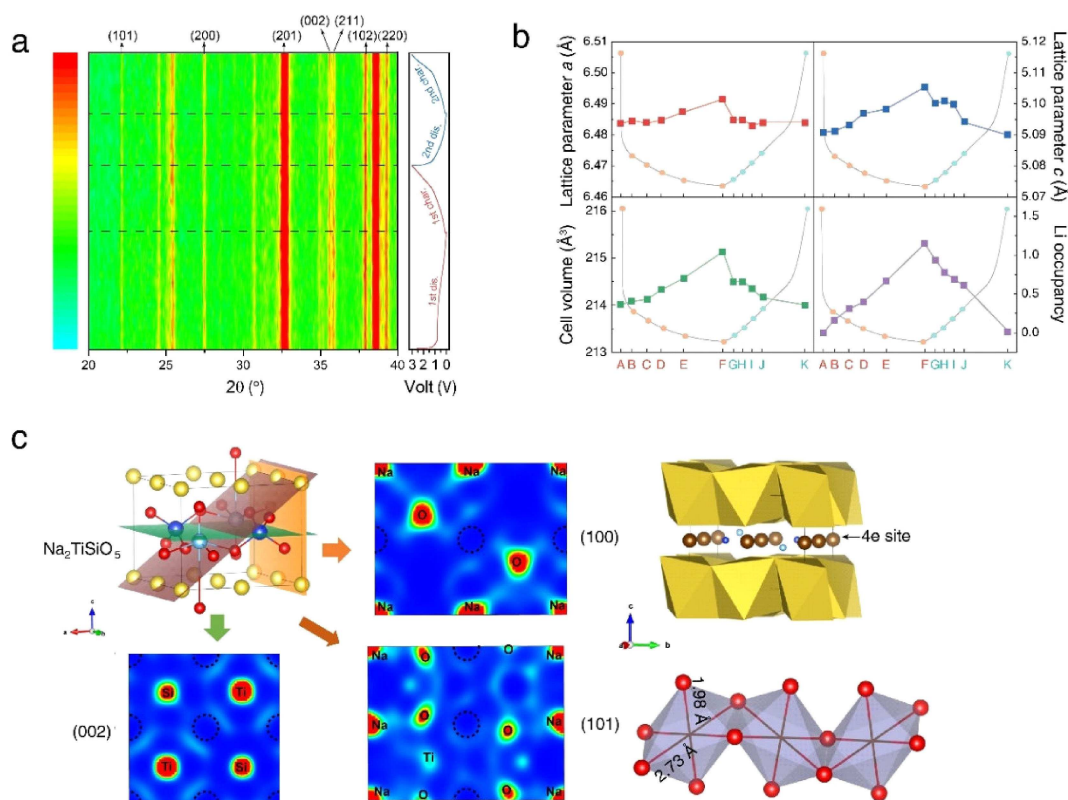 a
(101)
(200)
(201)
(002)
(211)
(102)
(220)
2nd char.
2nd dis.
1st char.
1st dis.
20 25 30 35 40
3 2 1 0
2θ (°)
Volt (V)
b
6.51
6.50
6.49
6.48
6.47
6.46
Lattice parameter a (Å)
5.12
5.11
5.10
5.09
5.08
5.07
Lattice parameter c (Å)
216
215
214
213
Cell volume (Å³)
1.5
1.0
0.5
0.0
Li occupancy
A B C D E F G H I J K
A B C D E F G H I J K
c
Na₂TiSiO₅
c
a b
Na Na Na
O
O
Na Na Na
(100)
4e site
c
a b
(002)
Si Ti
Ti Si
Na O O Na
O
Na O Na
Ti
Na O O Na
(101)
1.98 Å
2.73 Å